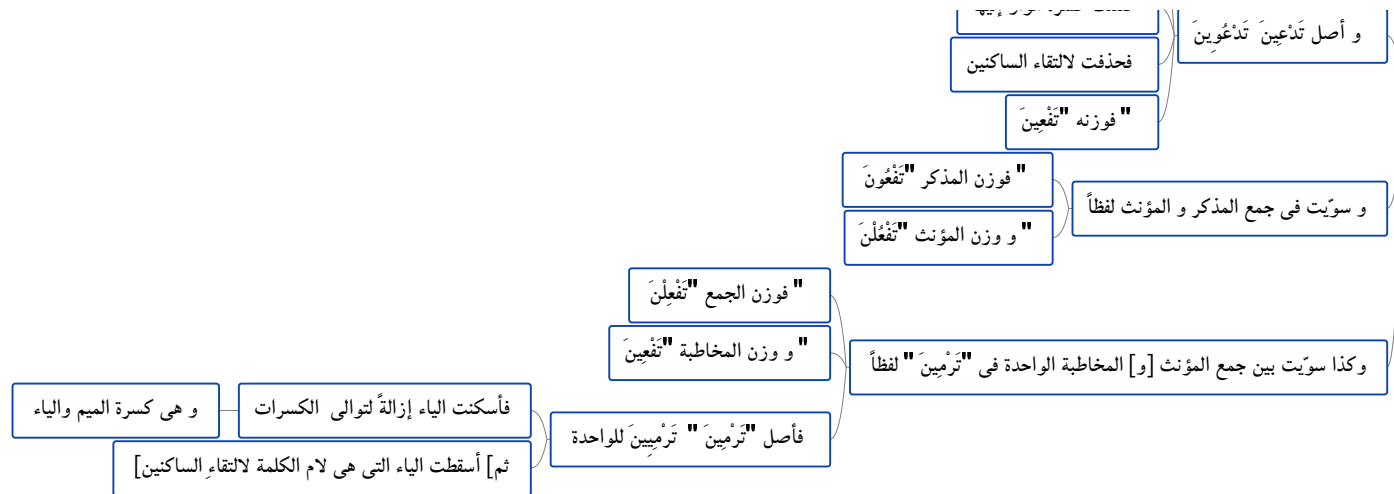 و أصل تَدْعِينَ تَدْعُوِينَ
فحذفت لالتقاء الساكنين
" فوزنه "تَفْعِينَ
و سوّيت فى جمع المذكر و المؤنث لفظاً
" فوزن المذكر "تَفْعُونَ
" و وزن المؤنث "تَفْعُلْنَ
وكذا سوّيت بين جمع المؤنث [و] المخاطبة الواحدة فى "تَرْمِينَ " لفظاً
" فوزن الجمع "تَفْعِلْنَ
" و وزن المخاطبة "تَفْعِينَ
فأصل "تَرْمِينَ " تَرْمِيِينَ للواحدة
فأسكنت الياء إزالةً لتوالى الكسرات
و هى كسرة الميم والياء
ثم] أسقطت الياء التى هى لام الكلمة لالتقاءِ الساكنين]